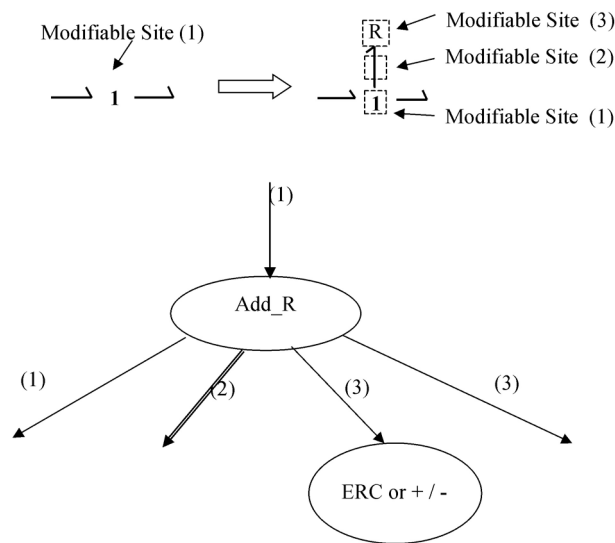 Modifiable Site (1)
1
R
Modifiable Site (3)
Modifiable Site (2)
1
Modifiable Site (1)
(1)
Add_R
(1)
(2)
(3)
(3)
ERC or + / -